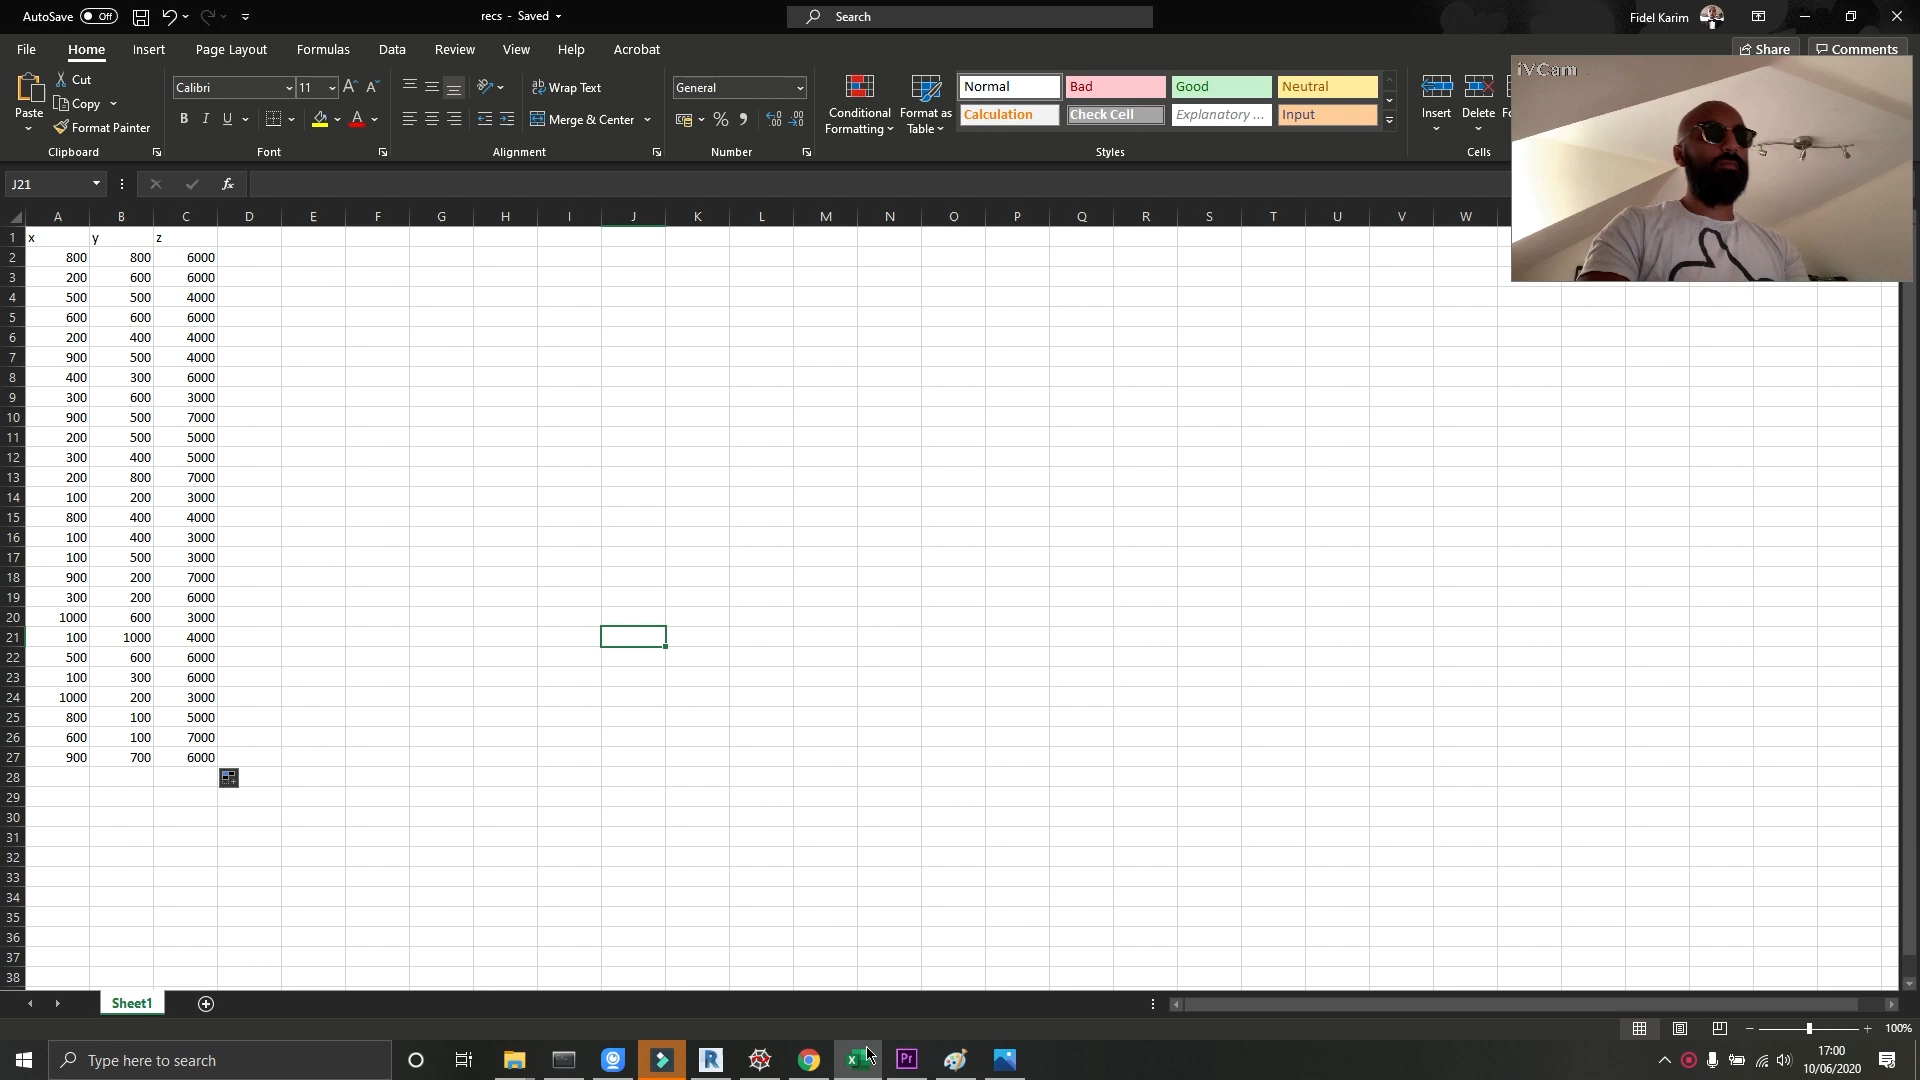 AutoSave Off recs - Saved Search Fidel Karim
File Home Insert Page Layout Formulas Data Review View Help Acrobat Share Comments
iVCam
Paste Cut Calibri 11 Wrap Text General Conditional Formatting Format as Table Normal Bad Good Neutral Insert Delete
Copy
Format Painter B I U Merge & Center Calculation Check Cell Explanatory ... Input
Clipboard Font Alignment Number Styles Cells
J21 fx
A B C D E F G H I J K L M N O P Q R S T U V W
1 x y z
2 800 800 6000
3 200 600 6000
4 500 500 4000
5 600 600 6000
6 200 400 4000
7 900 500 4000
8 400 300 6000
9 300 600 3000
10 900 500 7000
11 200 500 5000
12 300 400 5000
13 200 800 7000
14 100 200 3000
15 800 400 4000
16 100 400 3000
17 100 500 3000
18 900 200 7000
19 300 200 6000
20 1000 600 3000
21 100 1000 4000
22 500 600 6000
23 100 300 6000
24 1000 200 3000
25 800 100 5000
26 600 100 7000
27 900 700 6000
28
29
30
31
32
33
34
35
36
37
38
Sheet1
100%
Type here to search
R X Pr
17:00
10/06/2020